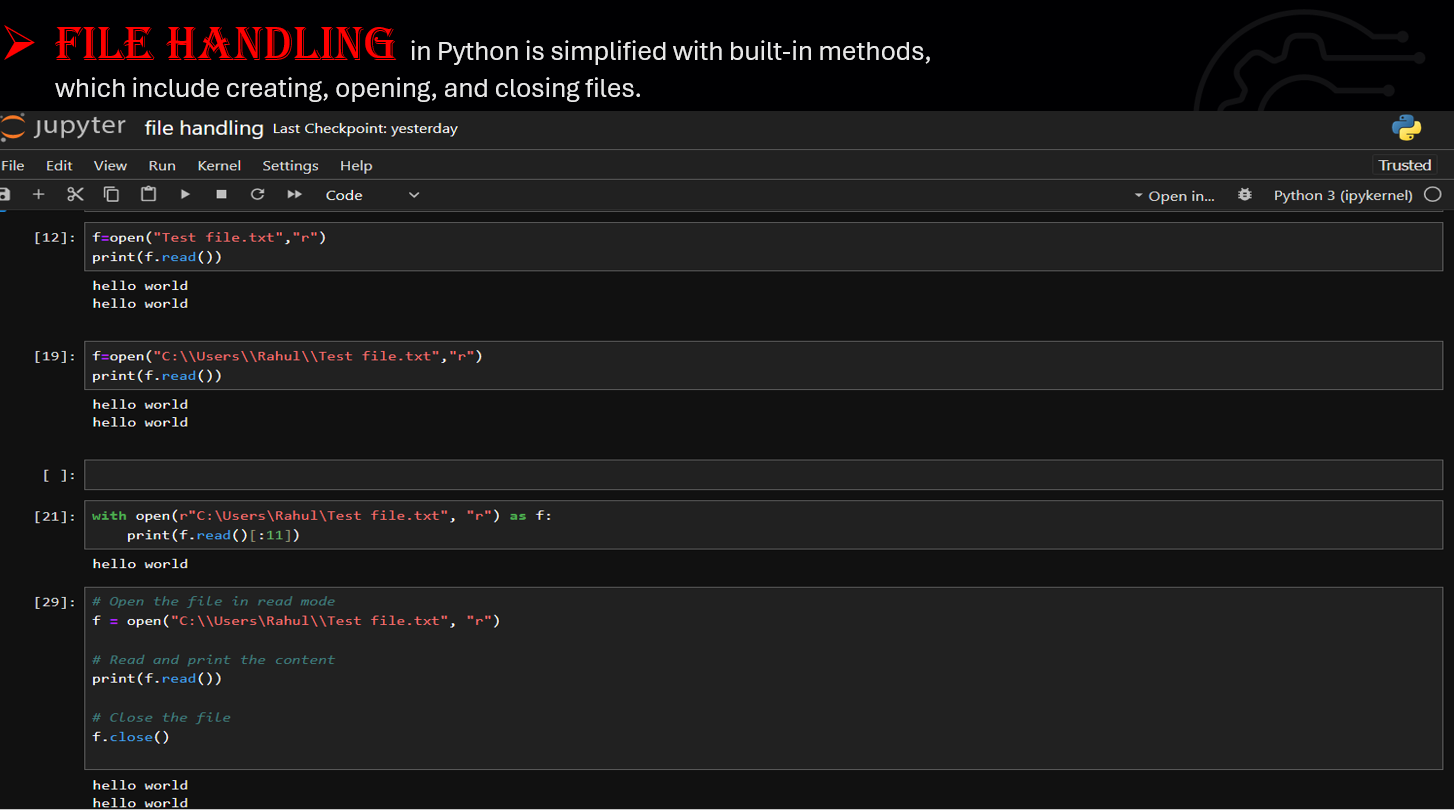 FILE HANDLING in Python is simplified with built-in methods,
which include creating, opening, and closing files.
jupyter file handling Last Checkpoint: yesterday
File Edit View Run Kernel Settings Help Trusted
Code Open in... Python 3 (ipykernel)
[12]: f=open("Test file.txt","r")
print(f.read())
hello world
hello world
[19]: f=open("C:\\Users\\Rahul\\Test file.txt","r")
print(f.read())
hello world
hello world
[ ]:
[21]: with open(r"C:\Users\Rahul\Test file.txt", "r") as f:
    print(f.read()[:11])
hello world
[29]: # Open the file in read mode
f = open("C:\\Users\Rahul\\Test file.txt", "r")
# Read and print the content
print(f.read())
# Close the file
f.close()
hello world
hello world